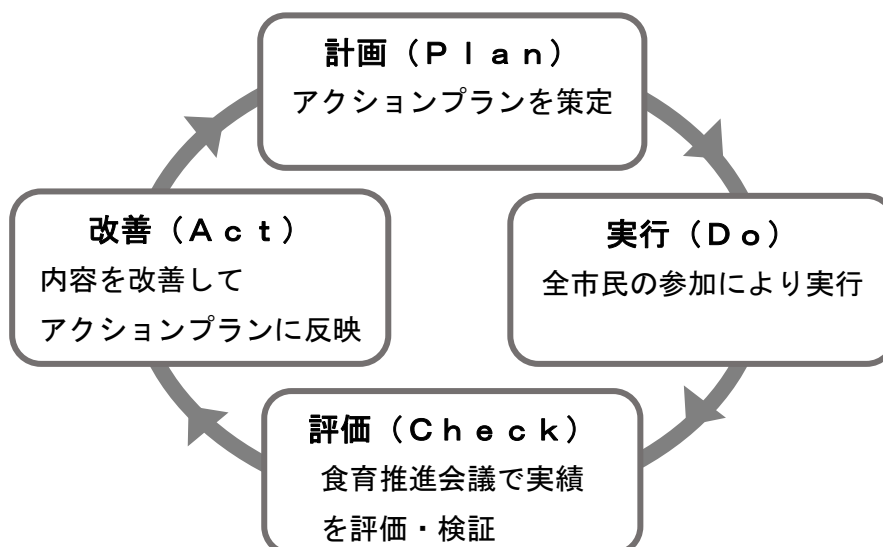 計画（Ｐｌａｎ）
アクションプランを策定
改善（Ａｃｔ）
内容を改善して
アクションプランに反映
実行（Ｄｏ）
全市民の参加により実行
評価（Ｃｈｅｃｋ）
食育推進会議で実績
を評価・検証